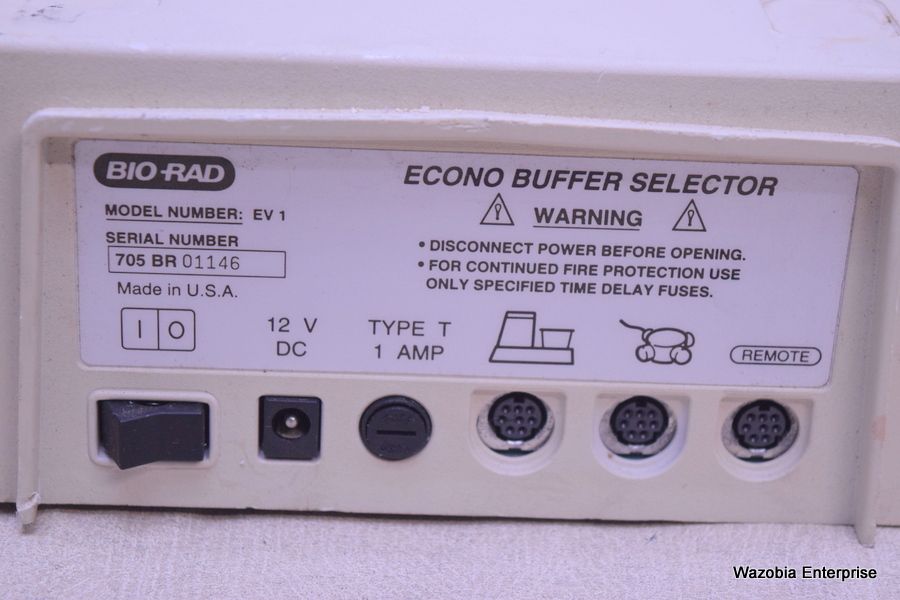 BIO-RAD
ECONO BUFFER SELECTOR
MODEL NUMBER: EV 1
WARNING
SERIAL NUMBER
705 BR 01146
• DISCONNECT POWER BEFORE OPENING.
• FOR CONTINUED FIRE PROTECTION USE
ONLY SPECIFIED TIME DELAY FUSES.
Made in U.S.A.
I O
12 V
DC
TYPE T
1 AMP
REMOTE
Wazobia Enterprise